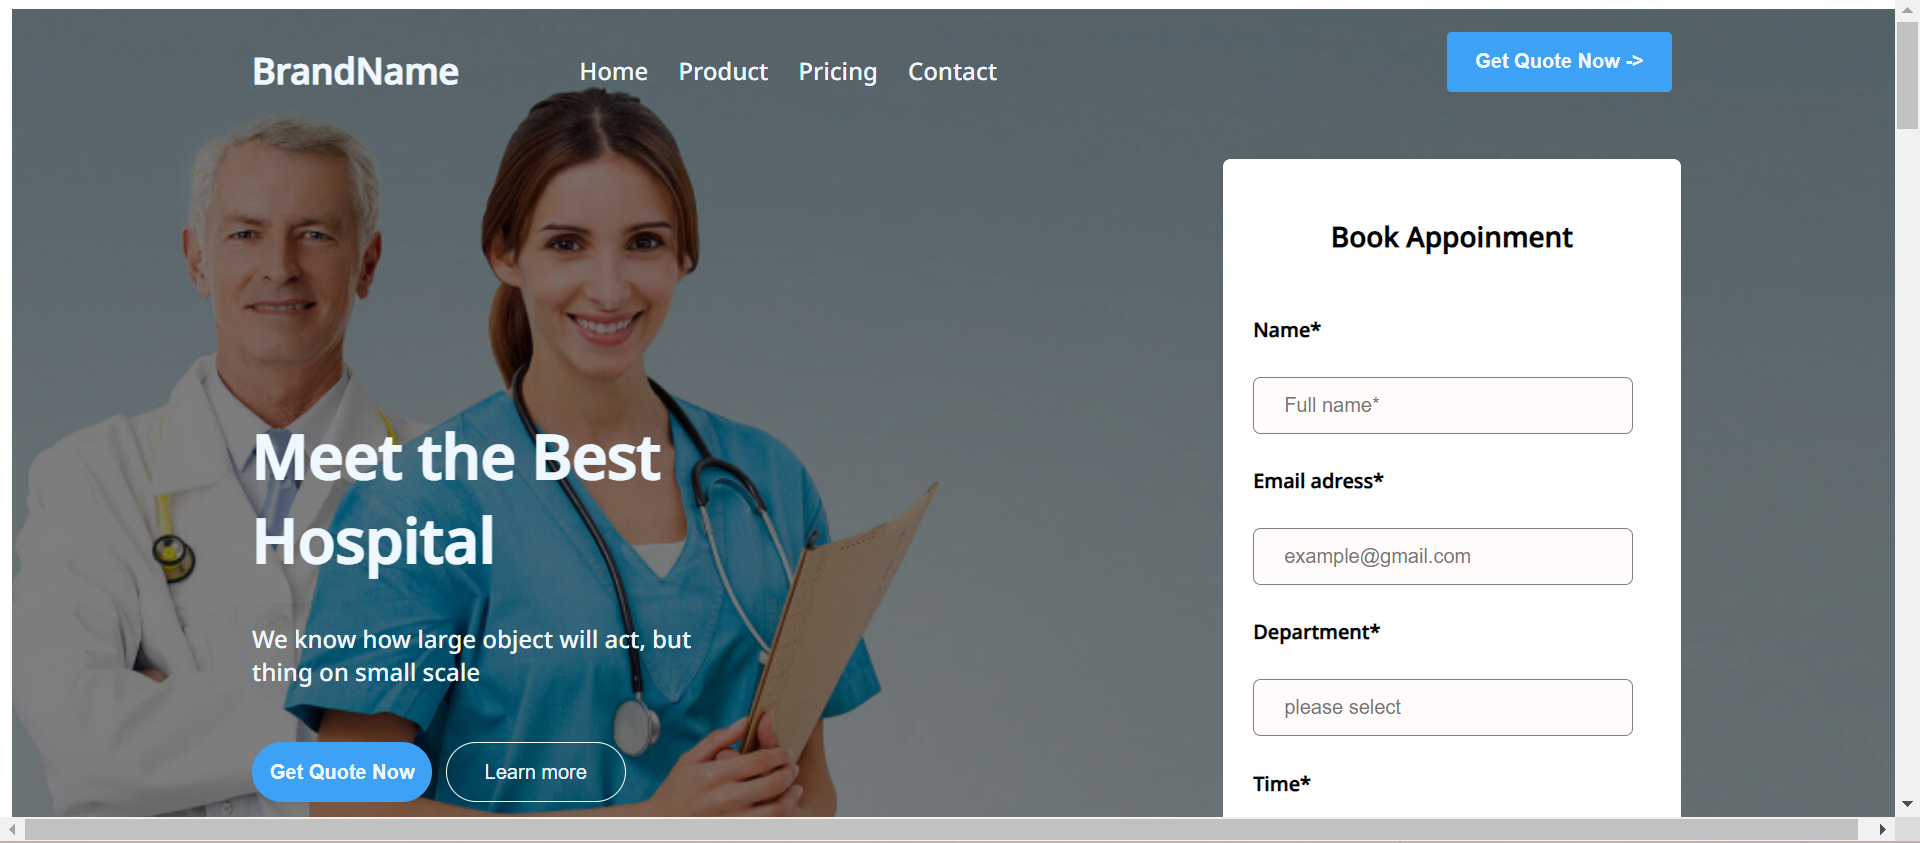 BrandName
Home Product Pricing Contact
Get Quote Now ->
Meet the Best
Hospital
We know how large object will act, but
thing on small scale
Get Quote Now
Learn more
Book Appoinment
Name*
Full name*
Email adress*
example@gmail.com
Department*
please select
Time*